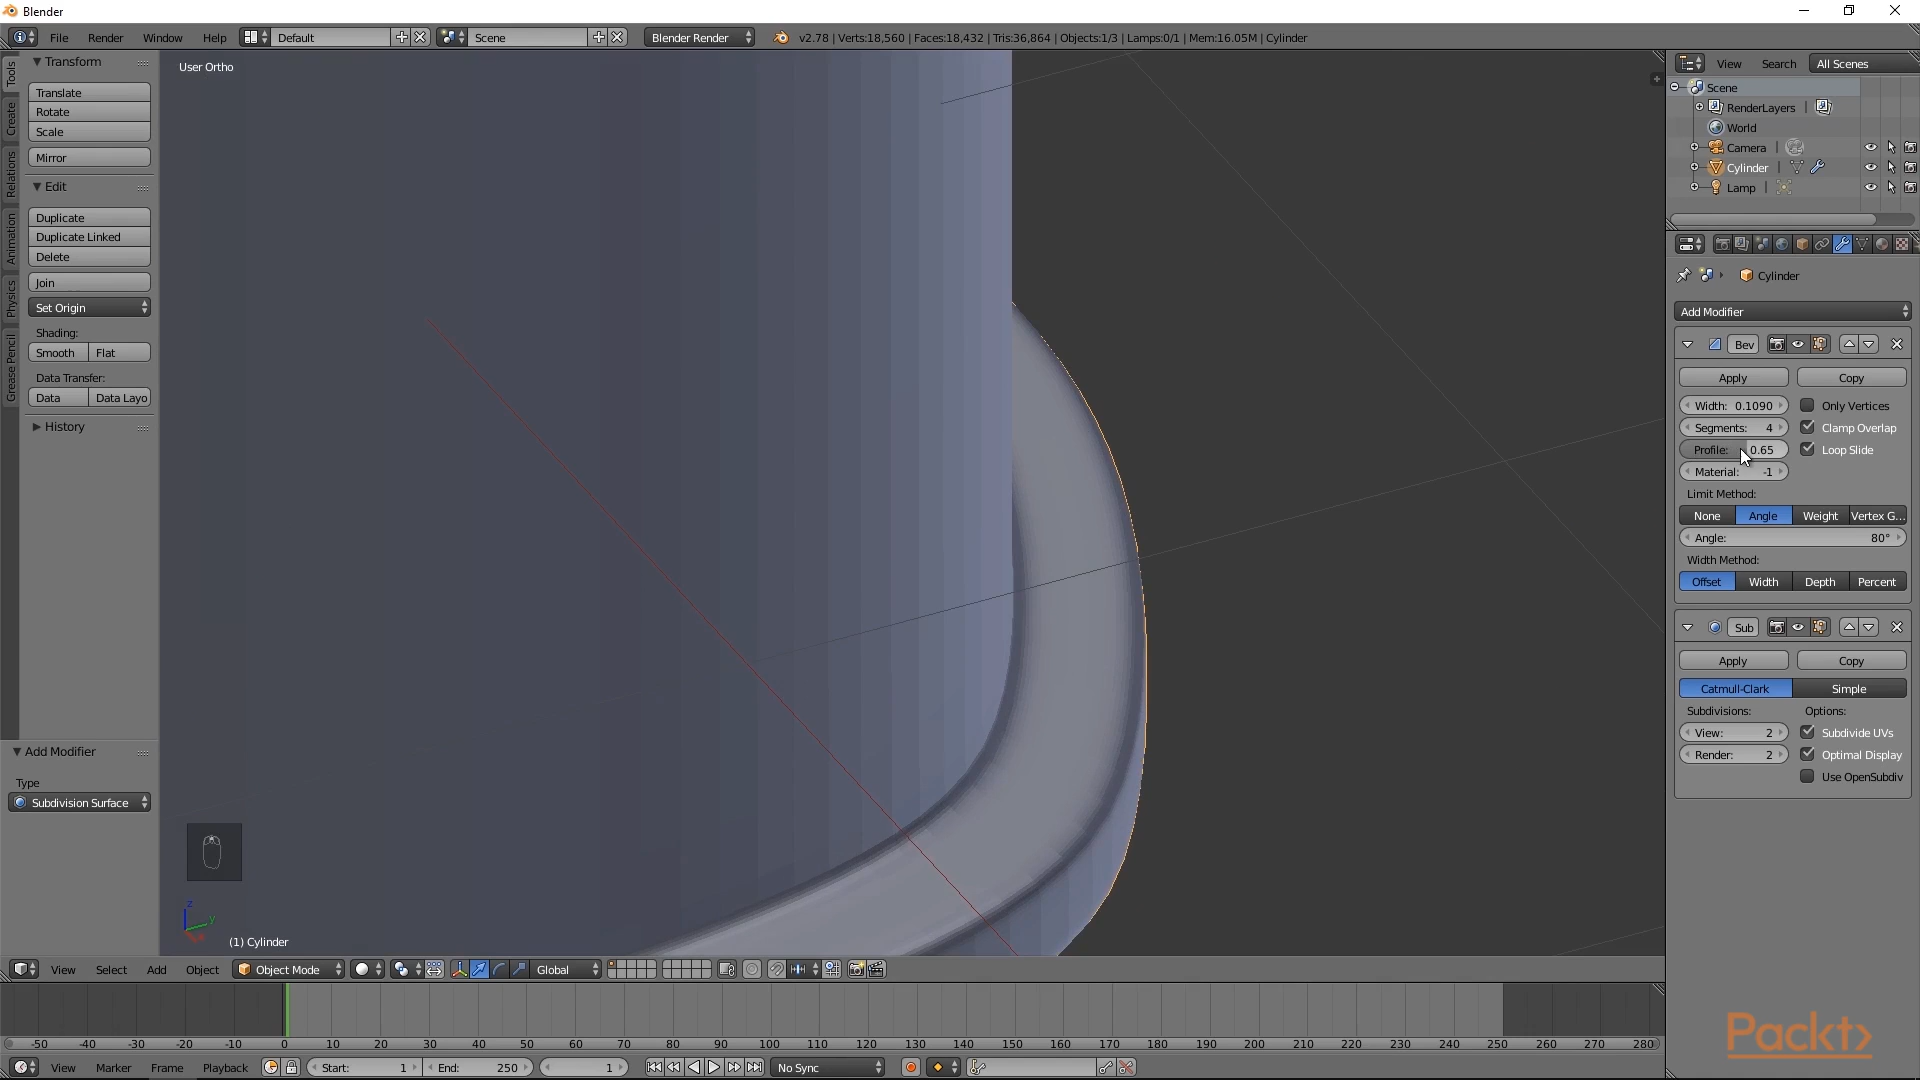 Blender
File Render Window Help Default Scene Blender Render v2.78 | Verts:18,560 | Faces:18,432 | Tris:36,864 | Objects:1/3 | Lamps:0/1 | Mem:16.05M | Cylinder
Tools
Create
Relations
Animation
Physics
Grease Pencil
Transform
Translate
Rotate
Scale
Mirror
Edit
Duplicate
Duplicate Linked
Delete
Join
Set Origin
Shading:
Smooth Flat
Data Transfer:
Data Data Layo
History
Add Modifier
Type
Subdivision Surface
User Ortho
z
y
(1) Cylinder
View Search All Scenes
Scene
RenderLayers |
World
Camera |
Cylinder |
Lamp |
Cylinder
Add Modifier
Bev
Apply Copy
Width: 0.1090 Only Vertices
Segments: 4 Clamp Overlap
Profile: 0.65 Loop Slide
Material: -1
Limit Method:
None Angle Weight Vertex G...
Angle: 80°
Width Method:
Offset Width Depth Percent
Sub
Apply Copy
Catmull-Clark Simple
Subdivisions: Options:
View: 2 Subdivide UVs
Render: 2 Optimal Display
Use OpenSubdiv
View Select Add Object Object Mode Global
-50 -40 -30 -20 -10 0 10 20 30 40 50 60 70 80 90 100 110 120 130 140 150 160 170 180 190 200 210 220 230 240 250 260 270 280
View Marker Frame Playback Start: 1 End: 250 1 No Sync
Packt>